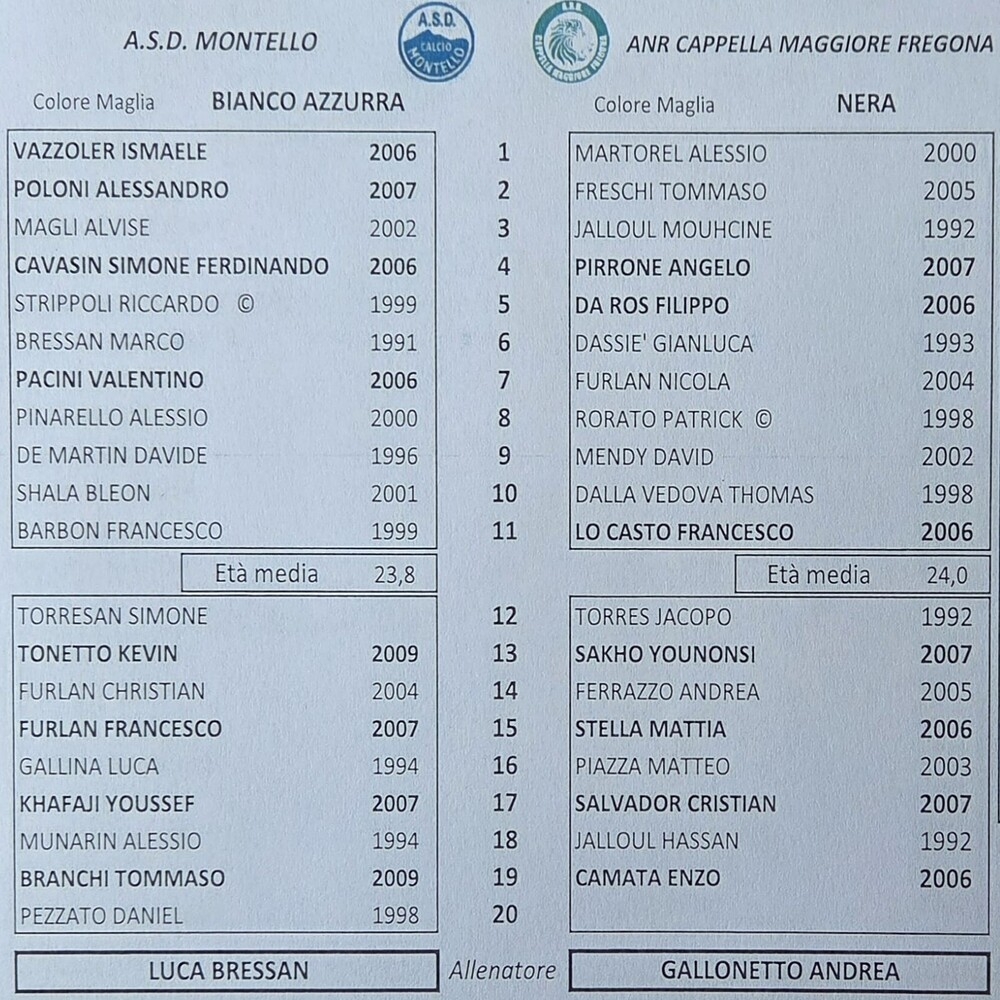 A.S.D. MONTELLO A.S.D. CALCIO MONTELLO A.N.R. CAPPELLA MAGGIORE FREGONA ANR CAPPELLA MAGGIORE FREGONA
Colore Maglia BIANCO AZZURRA Colore Maglia NERA
VAZZOLER ISMAELE 2006 1 MARTOREL ALESSIO 2000
POLONI ALESSANDRO 2007 2 FRESCHI TOMMASO 2005
MAGLI ALVISE 2002 3 JALLOUL MOUHCINE 1992
CAVASIN SIMONE FERDINANDO 2006 4 PIRRONE ANGELO 2007
STRIPPOLI RICCARDO © 1999 5 DA ROS FILIPPO 2006
BRESSAN MARCO 1991 6 DASSIE' GIANLUCA 1993
PACINI VALENTINO 2006 7 FURLAN NICOLA 2004
PINARELLO ALESSIO 2000 8 RORATO PATRICK © 1998
DE MARTIN DAVIDE 1996 9 MENDY DAVID 2002
SHALA BLEON 2001 10 DALLA VEDOVA THOMAS 1998
BARBON FRANCESCO 1999 11 LO CASTO FRANCESCO 2006
Età media 23,8 Età media 24,0
TORRESAN SIMONE 12 TORRES JACOPO 1992
TONETTO KEVIN 2009 13 SAKHO YOUNONSI 2007
FURLAN CHRISTIAN 2004 14 FERRAZZO ANDREA 2005
FURLAN FRANCESCO 2007 15 STELLA MATTIA 2006
GALLINA LUCA 1994 16 PIAZZA MATTEO 2003
KHAFAJI YOUSSEF 2007 17 SALVADOR CRISTIAN 2007
MUNARIN ALESSIO 1994 18 JALLOUL HASSAN 1992
BRANCHI TOMMASO 2009 19 CAMATA ENZO 2006
PEZZATO DANIEL 1998 20
LUCA BRESSAN Allenatore GALLONETTO ANDREA